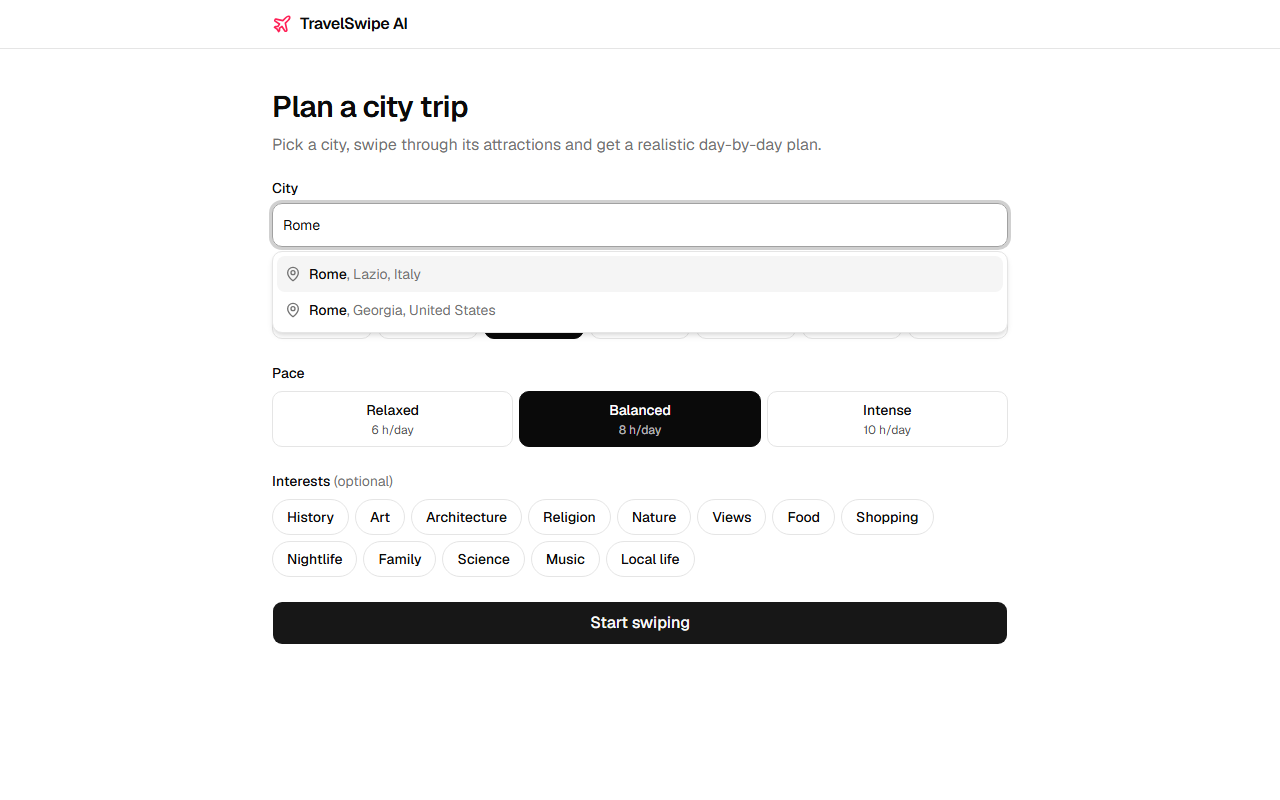 TravelSwipe AI
Plan a city trip
Pick a city, swipe through its attractions and get a realistic day-by-day plan.
City
Rome
Rome, Lazio, Italy
Rome, Georgia, United States
Pace
Relaxed
6 h/day
Balanced
8 h/day
Intense
10 h/day
Interests (optional)
History Art Architecture Religion Nature Views Food Shopping
Nightlife Family Science Music Local life
Start swiping